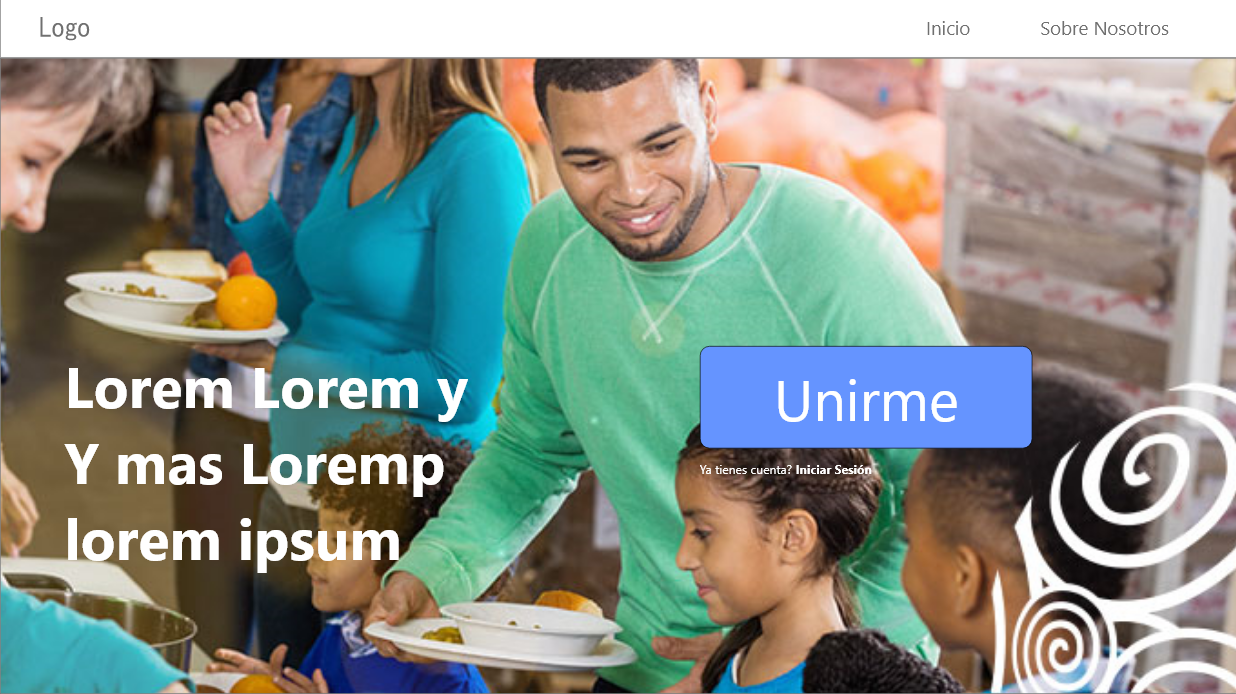 Logo
Inicio
Sobre Nosotros
Lorem Lorem y
Y mas Loremp
lorem ipsum
Unirme
Ya tienes cuenta? Iniciar Sesión